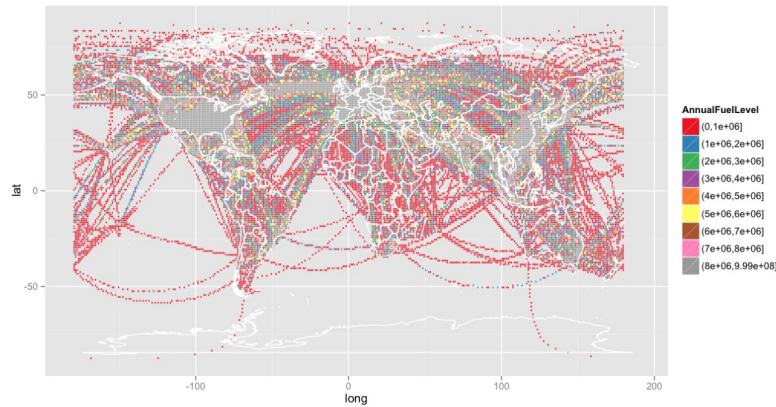 50
0
-50
lat
-100
0
100
200
long
AnnualFuelLevel
(0,1e+06]
(1e+06,2e+06]
(2e+06,3e+06]
(3e+06,4e+06]
(4e+06,5e+06]
(5e+06,6e+06]
(6e+06,7e+06]
(7e+06,8e+06]
(8e+06,9.99e+08]